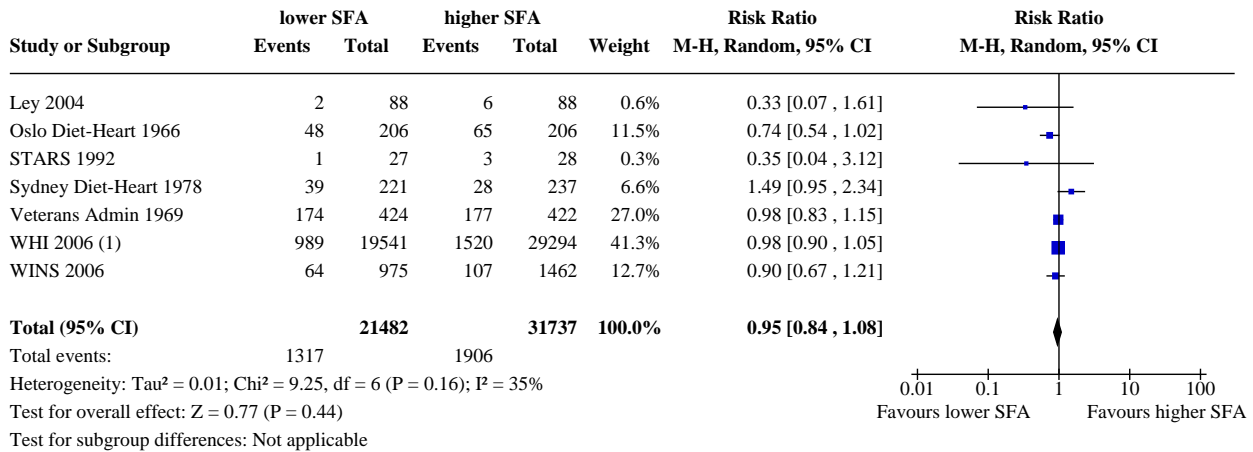 lower SFA higher SFA Risk Ratio Risk Ratio
Study or Subgroup Events Total Events Total Weight M-H, Random, 95% CI M-H, Random, 95% CI
Ley 2004 2 88 6 88 0.6% 0.33 [0.07 , 1.61]
Oslo Diet-Heart 1966 48 206 65 206 11.5% 0.74 [0.54 , 1.02]
STARS 1992 1 27 3 28 0.3% 0.35 [0.04 , 3.12]
Sydney Diet-Heart 1978 39 221 28 237 6.6% 1.49 [0.95 , 2.34]
Veterans Admin 1969 174 424 177 422 27.0% 0.98 [0.83 , 1.15]
WHI 2006 (1) 989 19541 1520 29294 41.3% 0.98 [0.90 , 1.05]
WINS 2006 64 975 107 1462 12.7% 0.90 [0.67 , 1.21]
Total (95% CI) 21482 31737 100.0% 0.95 [0.84 , 1.08]
Total events: 1317 1906
Heterogeneity: Tau² = 0.01; Chi² = 9.25, df = 6 (P = 0.16); I² = 35%
0.01 0.1 1 10 100
Test for overall effect: Z = 0.77 (P = 0.44) Favours lower SFA Favours higher SFA
Test for subgroup differences: Not applicable